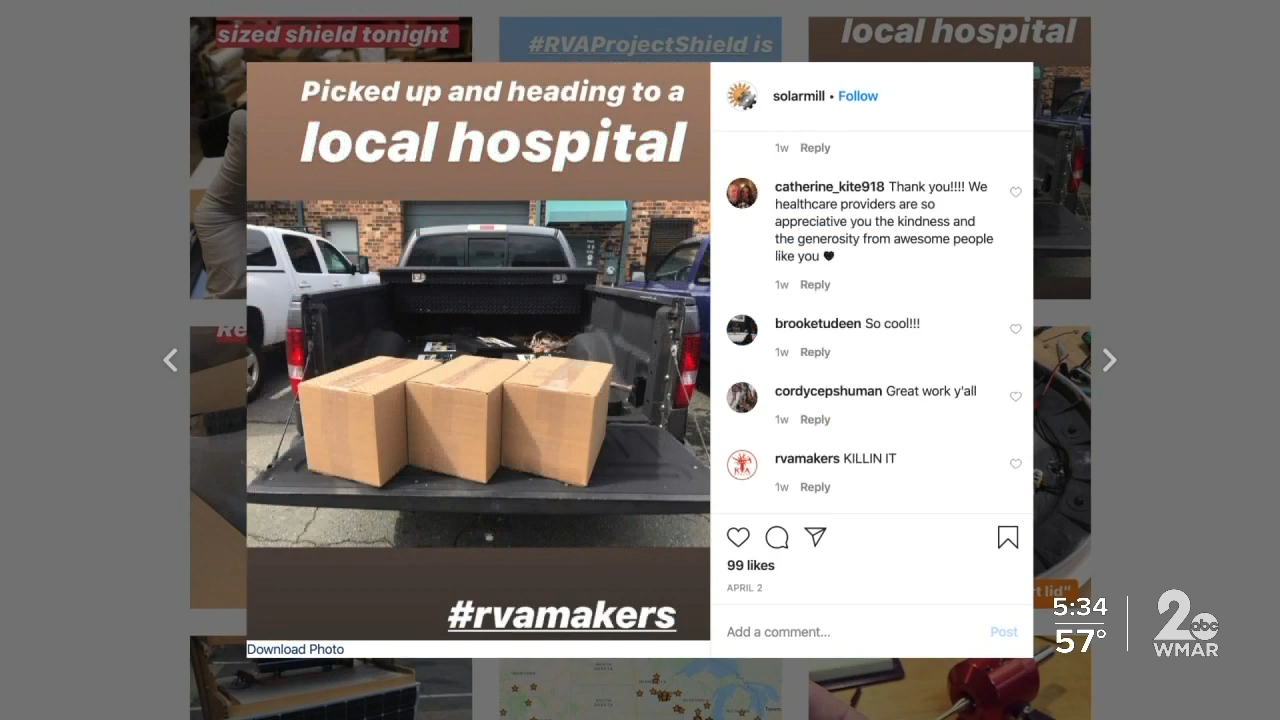 sized shield tonight
#RVAProjectShield is
local hospital
Picked up and heading to a
local hospital
#rvamakers
Download Photo
solarmill • Follow
1w Reply
catherine_kite918 Thank you!!!! We
healthcare providers are so
appreciative you the kindness and
the generosity from awesome people
like you 🖤
1w Reply
brooketudeen So cool!!!
1w Reply
cordycepshuman Great work y'all
1w Reply
rvamakers KILLIN IT
1w Reply
99 likes
APRIL 2
Add a comment... Post
Re
rt lid"
5:34
57°
2 abc
WMAR